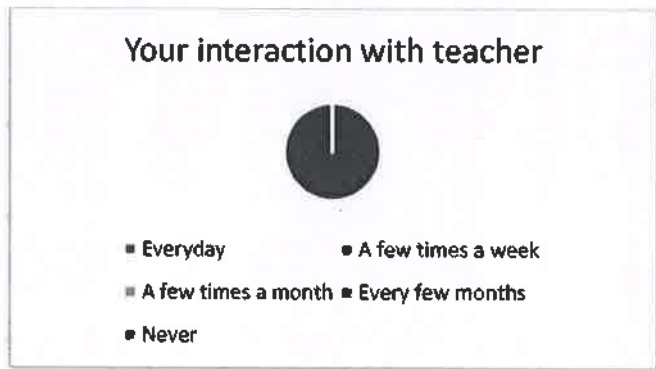 Your interaction with teacher
Everyday
A few times a week
A few times a month
Every few months
Never